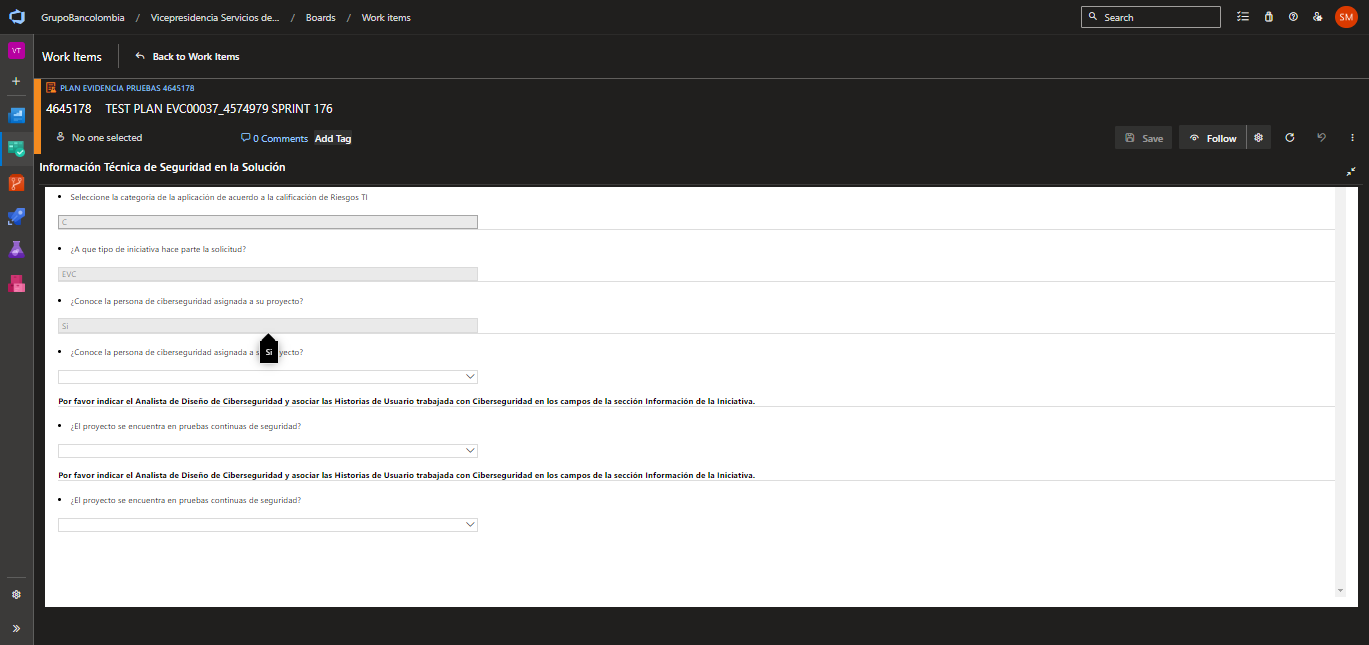 GrupoBancolombia / Vicepresidencia Servicios de... / Boards / Work items
Search
SM
VT
Work Items
Back to Work Items
PLAN EVIDENCIA PRUEBAS 4645178
4645178 TEST PLAN EVC00037_4574979 SPRINT 176
No one selected
0 Comments
Add Tag
Save
Follow
Información Técnica de Seguridad en la Solución
• Seleccione la categoría de la aplicación de acuerdo a la calificación de Riesgos TI
C
• ¿A que tipo de iniciativa hace parte la solicitud?
EVC
• ¿Conoce la persona de ciberseguridad asignada a su proyecto?
Si
Si
• ¿Conoce la persona de ciberseguridad asignada a s yecto?
Por favor indicar el Analista de Diseño de Ciberseguridad y asociar las Historias de Usuario trabajada con Ciberseguridad en los campos de la sección Información de la Iniciativa.
• ¿El proyecto se encuentra en pruebas continuas de seguridad?
Por favor indicar el Analista de Diseño de Ciberseguridad y asociar las Historias de Usuario trabajada con Ciberseguridad en los campos de la sección Información de la Iniciativa.
• ¿El proyecto se encuentra en pruebas continuas de seguridad?